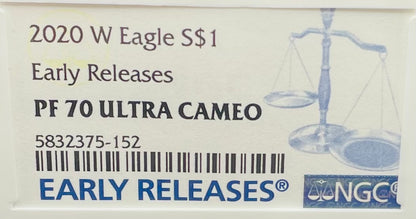 2020 W Eagle S$1
Early Releases
PF 70 ULTRA CAMEO
5832375-152
EARLY RELEASES® NGC®